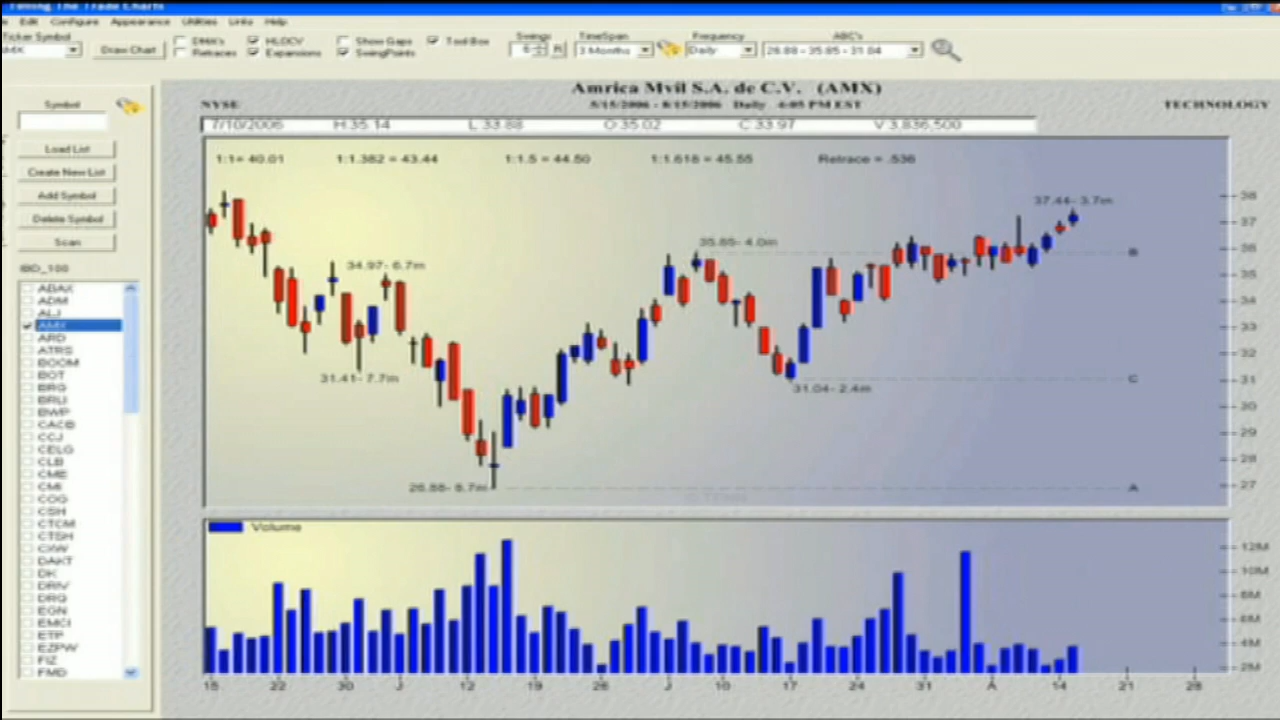 Timing The Trade Charts
Edit Configure Appearance Utilities Links Help
Ticker Symbol
AMX
Draw Chart
DMA's HLOCV Show Gaps Tool Box
Retraces Expansions SwingPoints
Swings
6
TimeSpan
3 Months
Frequency
Daily
ABC's
26.88 - 35.85 - 31.04
Symbol
Load List
Create New List
Add Symbol
Delete Symbol
Scan
IBD_100
ABAX
ADM
ALJ
AMX
ARD
ATRS
BOOM
BOT
BRG
BRLI
BWP
CACB
CCJ
CELG
CLB
CME
CMI
COG
CSH
CTCM
CTSH
CXW
DAKT
DK
DRIV
DRQ
EGN
EMCI
ETP
EZPW
FIZ
FMD
Amrica Mvil S.A. de C.V. (AMX)
NYSE 5/15/2006 - 8/15/2006 Daily 4:05 PM EST TECHNOLOGY
7/10/2006 H:35.14 L:33.88 O:35.02 C:33.97 V:3,836,500
1:1= 40.01 1:1.382 = 43.44 1:1.5 = 44.50 1:1.618 = 45.55 Retrace = .536
37.44- 3.7m
35.85- 4.0m
34.97- 6.7m
31.41- 7.7m
31.04- 2.4m
26.88- 8.7m
B
C
A
38
37
36
35
34
33
32
31
30
29
28
27
Volume
12M
10M
8M
6M
4M
2M
15 22 30 J 12 19 26 J 10 17 24 31 A 14 21 28